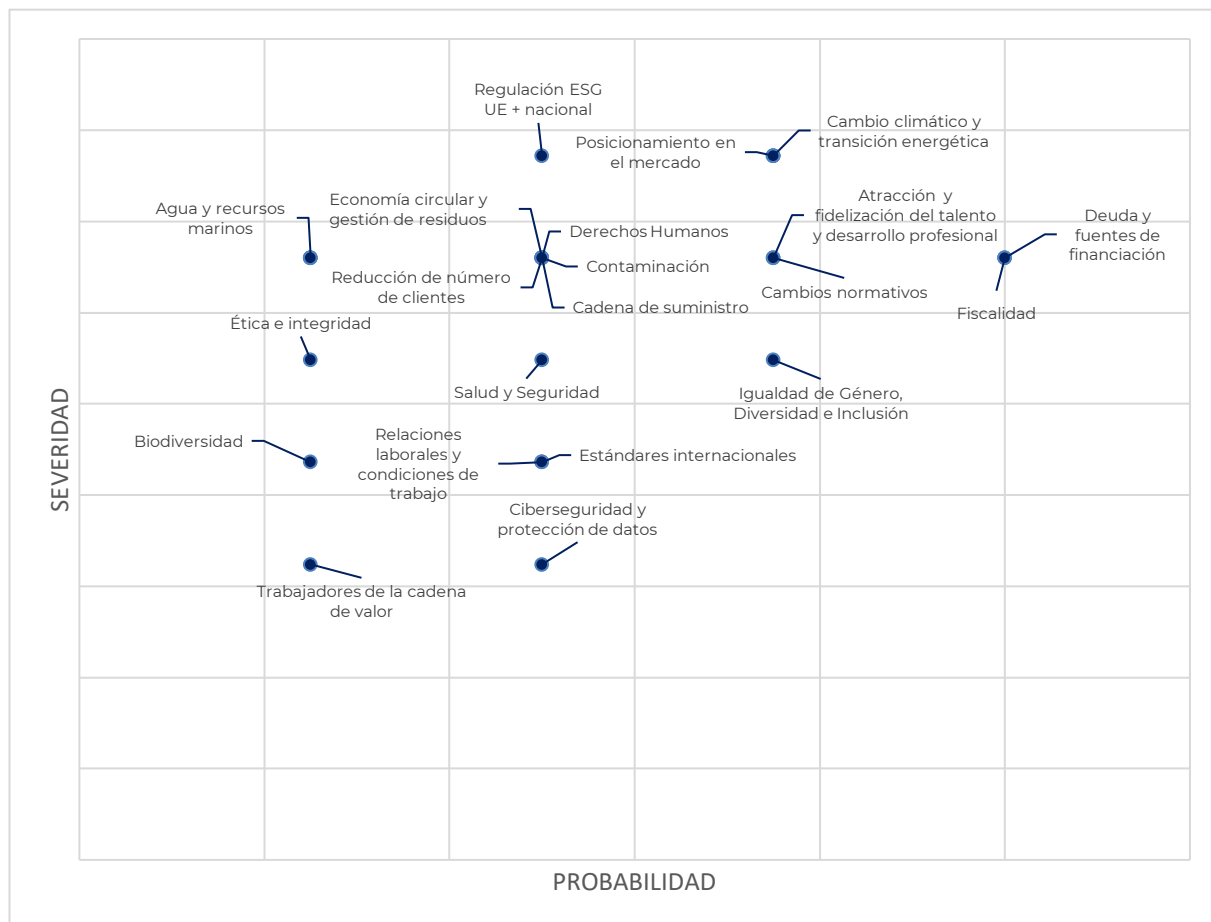 Regulación ESG
UE + nacional
Cambio climático y
transición energética
Posicionamiento en
el mercado
Agua y recursos
marinos
Economía circular y
gestión de residuos
Derechos Humanos
Contaminación
Reducción de número
de clientes
Cadena de suministro
Atracción y
fidelización del talento
y desarrollo profesional
Cambios normativos
Deuda y
fuentes de
financiación
Fiscalidad
Ética e integridad
Salud y Seguridad
Igualdad de Género,
Diversidad e Inclusión
Biodiversidad
Relaciones
laborales y
condiciones de
trabajo
Estándares internacionales
Ciberseguridad y
protección de datos
Trabajadores de la cadena
de valor
SEVERIDAD
PROBABILIDAD